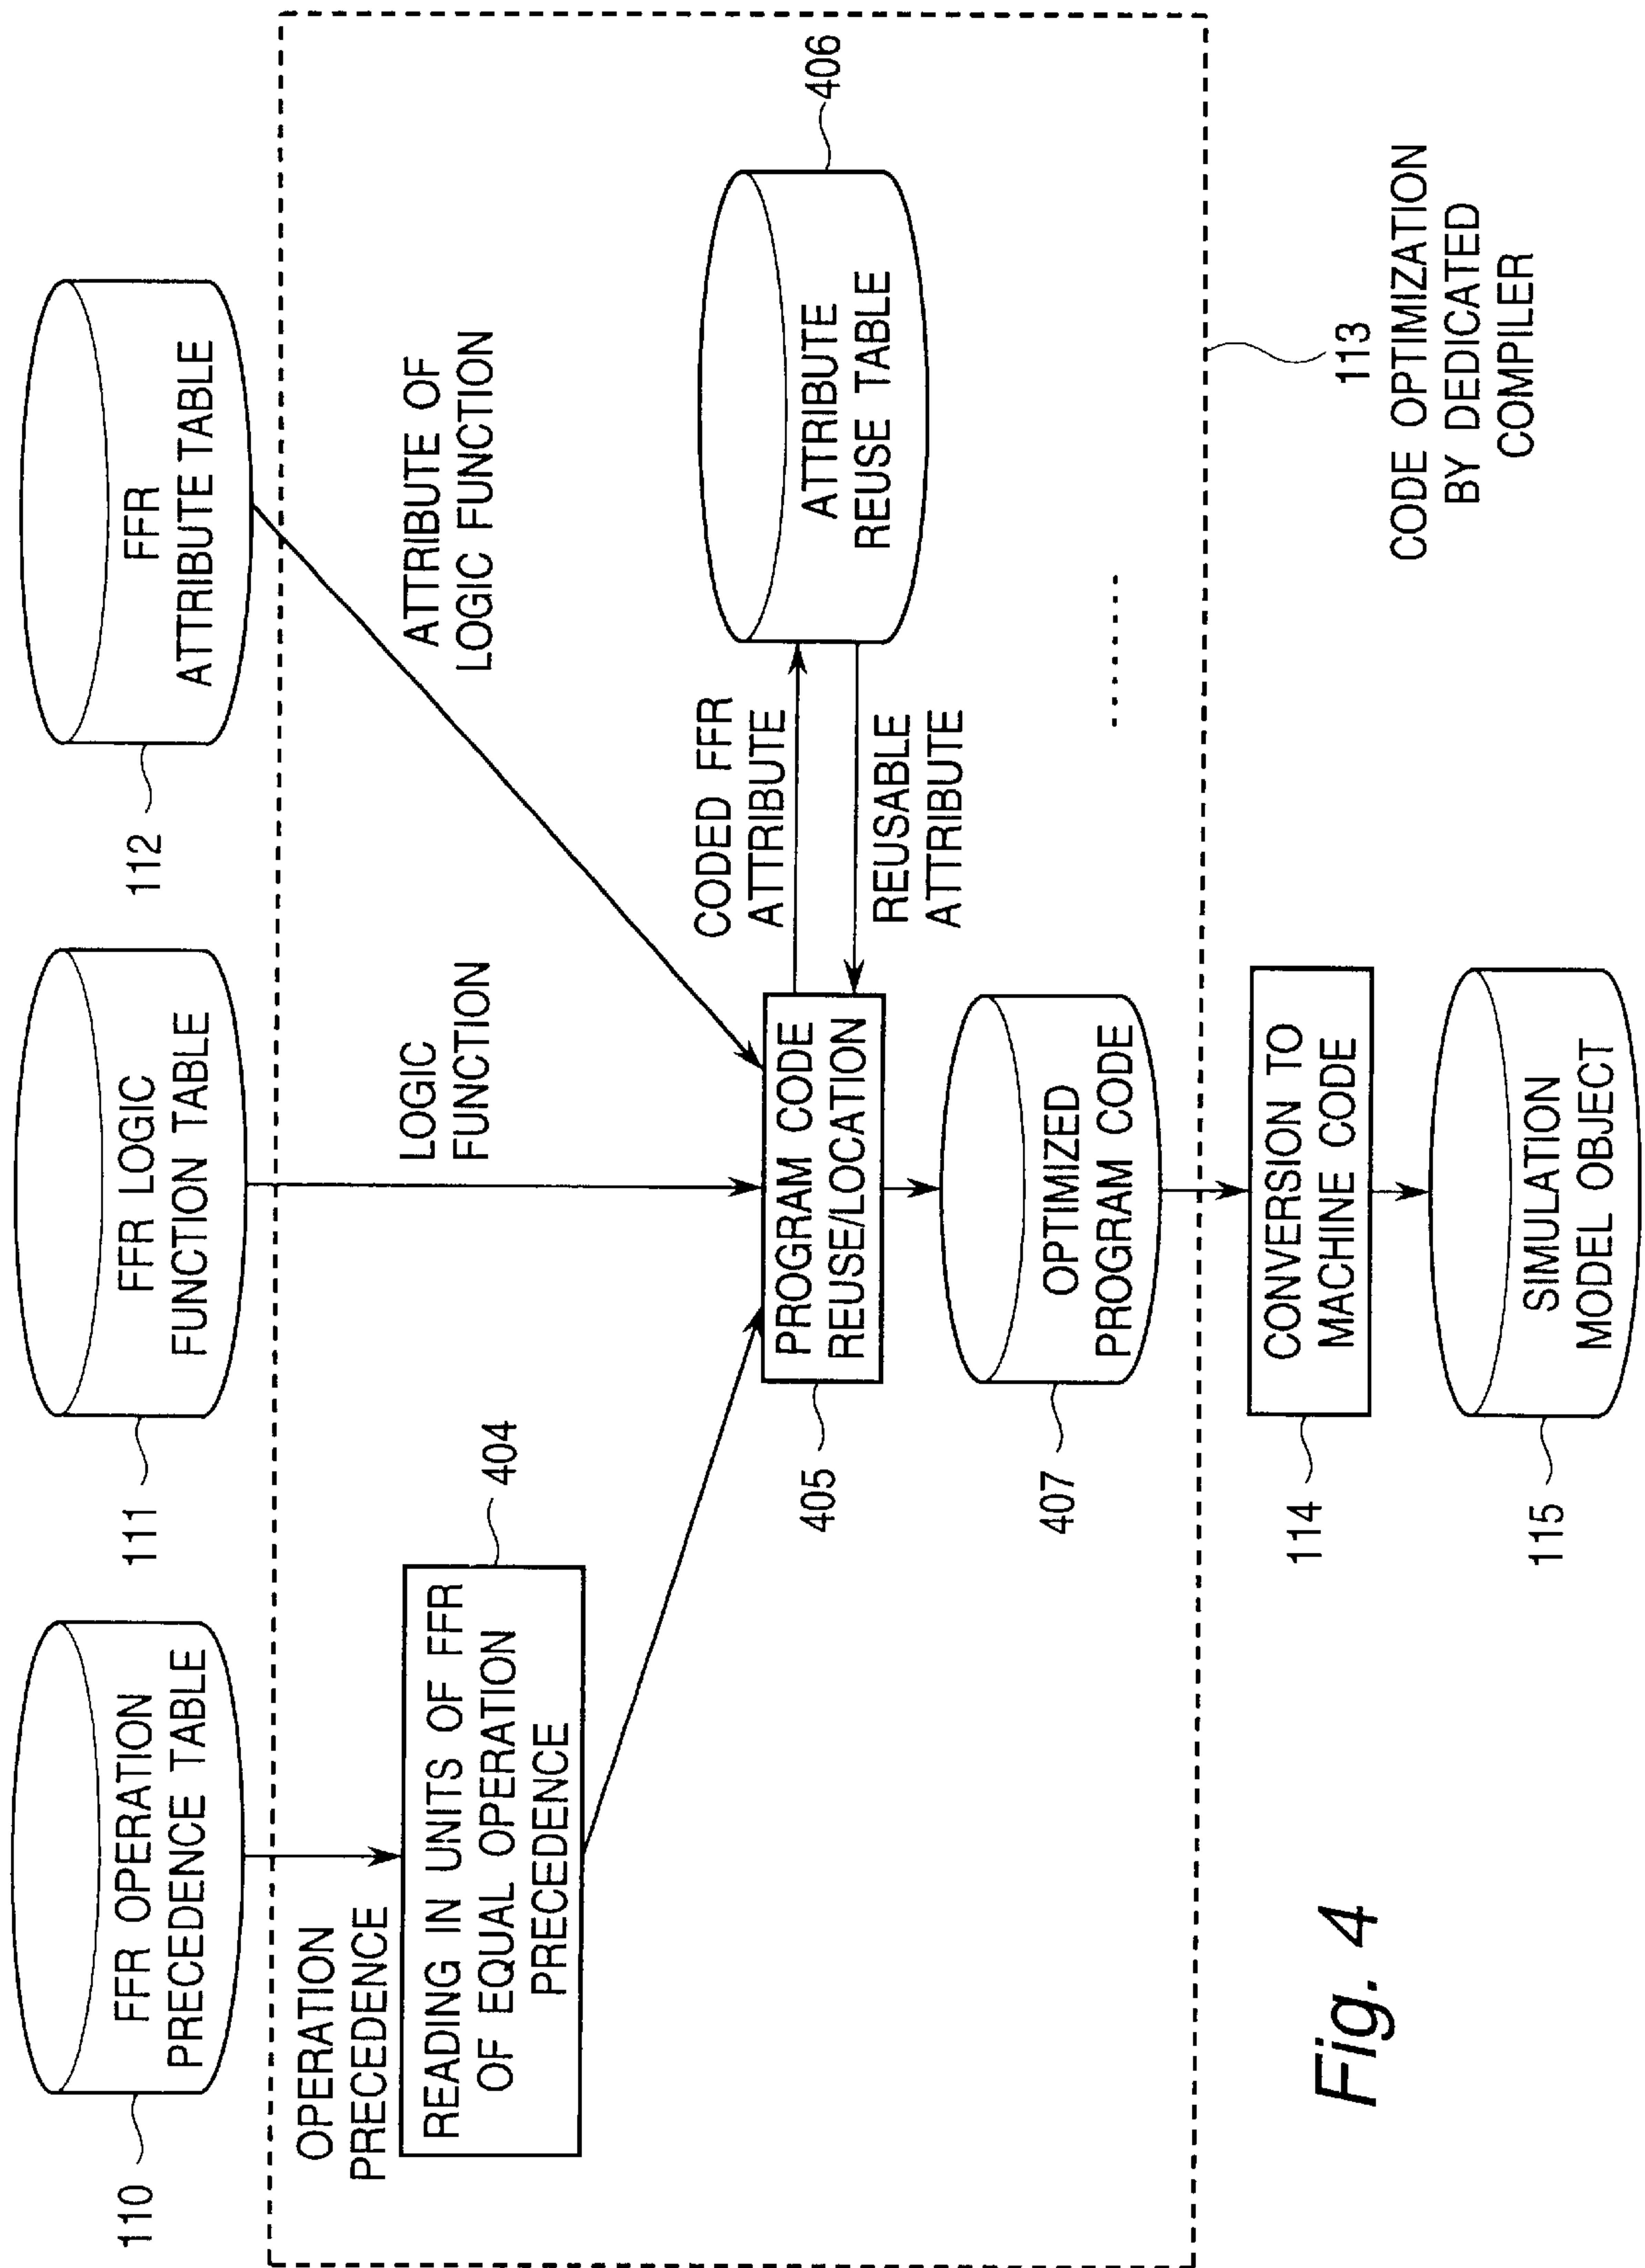 110
FFR OPERATION
PRECEDENCE TABLE
111
FFR LOGIC
FUNCTION TABLE
112
FFR
ATTRIBUTE TABLE
OPERATION
PRECEDENCE
READING IN UNITS OF FFR
OF EQUAL OPERATION
PRECEDENCE
404
LOGIC
FUNCTION
ATTRIBUTE OF
LOGIC FUNCTION
405
PROGRAM CODE
REUSE/LOCATION
CODED FFR
ATTRIBUTE
REUSABLE
ATTRIBUTE
ATTRIBUTE
REUSE TABLE
406
407
OPTIMIZED
PROGRAM CODE
113
CODE OPTIMIZATION
BY DEDICATED
COMPILER
114
CONVERSION TO
MACHINE CODE
115
SIMULATION
MODEL OBJECT
Fig. 4